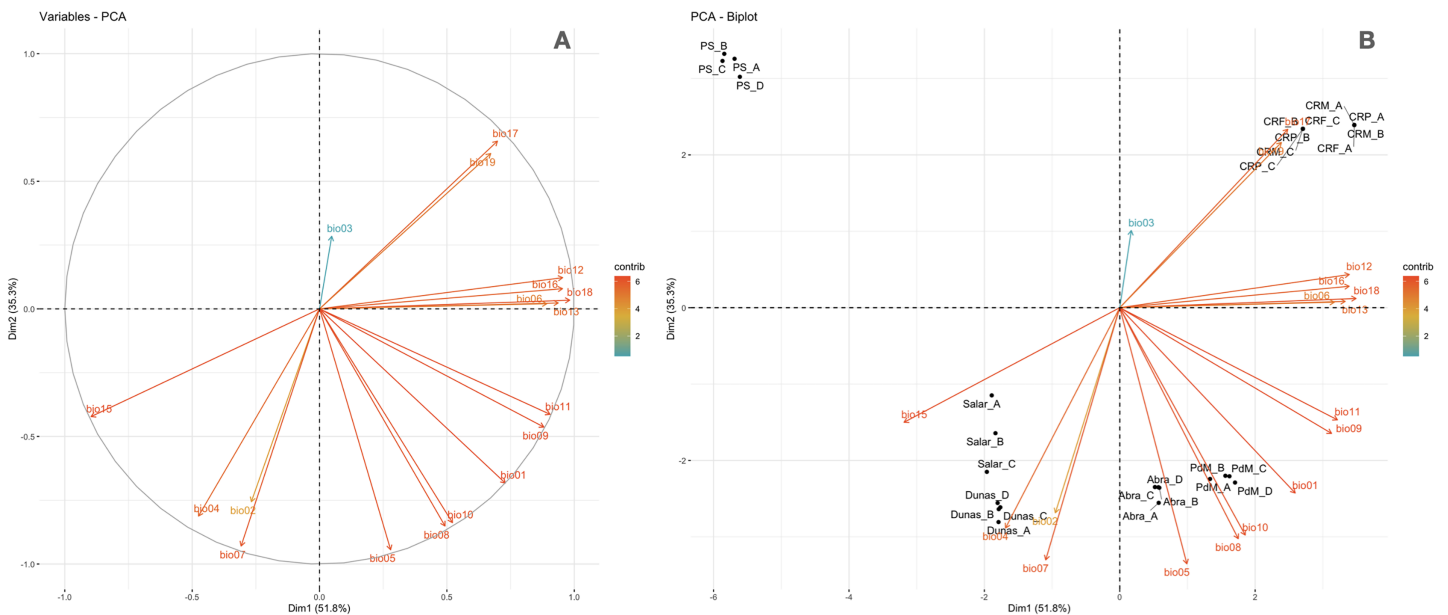 Variables - PCA
A
1.0
0.5
0.0
-0.5
-1.0
Dim2 (35.3%)
bio17
bio19
bio03
bio12
bio16
bio18
bio06
bio13
bio15
bio11
bio09
bio01
bio04
bio02
bio10
bio08
bio07
bio05
-1.0 -0.5 0.0 0.5 1.0
Dim1 (51.8%)
contrib
6
4
2
PCA - Biplot
B
2
0
-2
Dim2 (35.3%)
PS_B
PS_C
PS_A
PS_D
CRM_A
CRF_B
bio17
CRF_C
CRP_A
CRP_B
CRM_B
CRM_C
CRF_A
CRP_C
bio03
bio12
bio16
bio18
bio06
bio13
bio15
Salar_A
bio11
bio09
Salar_B
Salar_C
PdM_B
PdM_C
Abra_D
PdM_A
PdM_D
bio01
Dunas_D
Abra_C
Abra_B
Dunas_B
Dunas_C
bio02
Abra_A
Dunas_A
bio04
bio10
bio08
bio07
bio05
-6 -4 -2 0 2
Dim1 (51.8%)
contrib
6
4
2